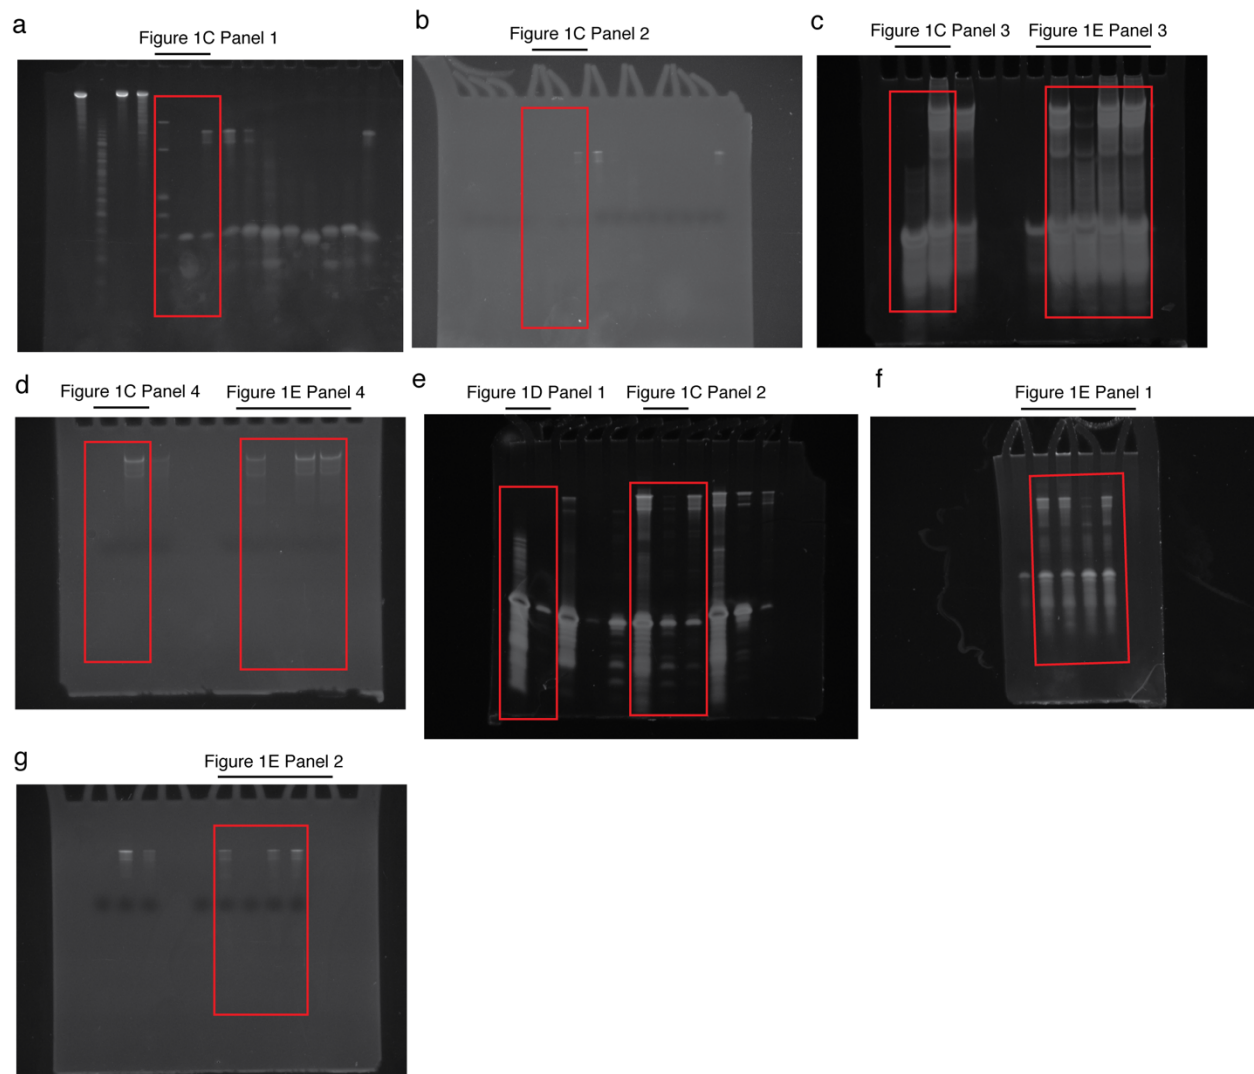 a
Figure 1C Panel 1
b
Figure 1C Panel 2
c
Figure 1C Panel 3
Figure 1E Panel 3
d
Figure 1C Panel 4
Figure 1E Panel 4
e
Figure 1D Panel 1
Figure 1C Panel 2
f
Figure 1E Panel 1
g
Figure 1E Panel 2